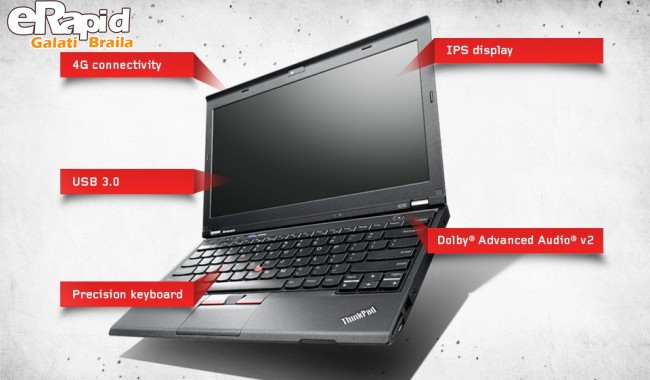 eRapid
Galati Braila
4G connectivity
IPS display
USB 3.0
Dolby® Advanced Audio® v2
Precision keyboard
ThinkPad